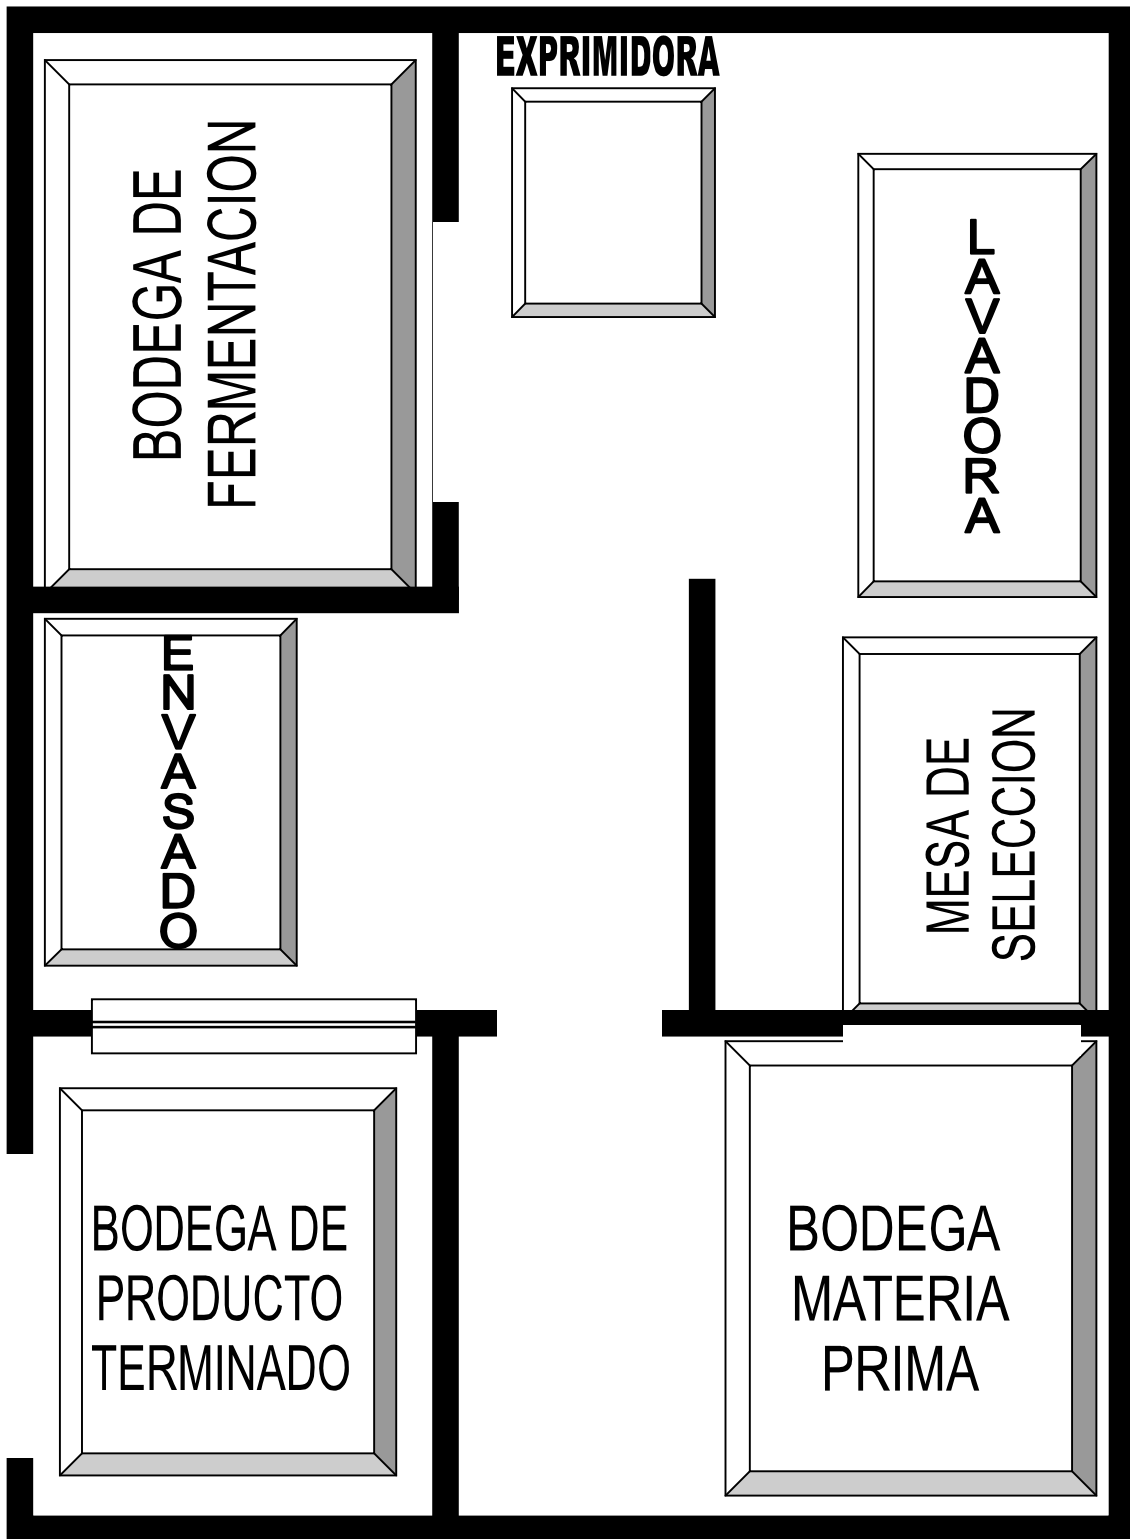 EXPRIMIDORA
BODEGA DE
FERMENTACION
LAVADORA
ENVASADO
MESA DE
SELECCION
BODEGA DE
PRODUCTO
TERMINADO
BODEGA
MATERIA
PRIMA